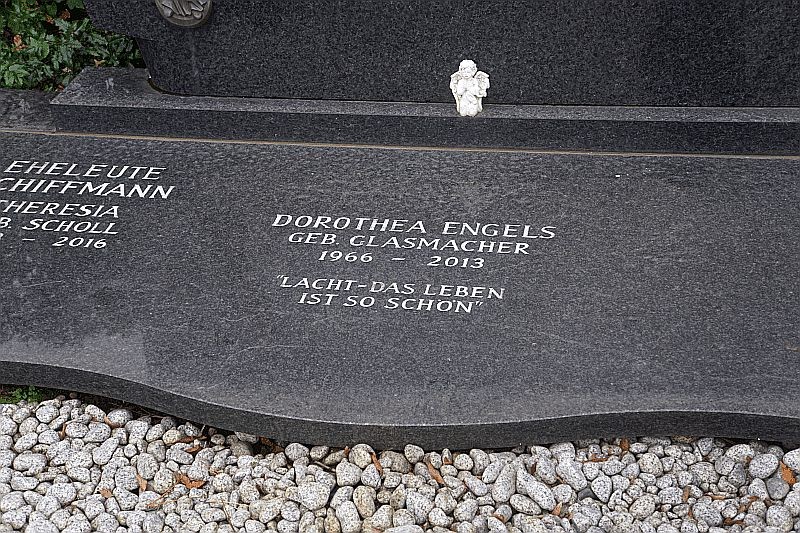 EHELEUTE
CHIFFMANN
THERESIA
B. SCHOLL
- 2016
DOROTHEA ENGELS
GEB. GLASMACHER
1966 - 2013
"LACHT-DAS LEBEN
IST SO SCHÖN"